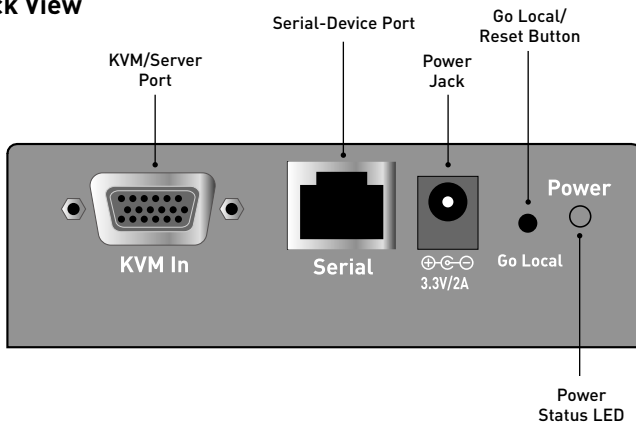 ck View
Serial-Device Port
Go Local/
Reset Button
KVM/Server
Port
Power
Jack
Power
KVM In
Serial
3.3V/2A
Go Local
Power
Status LED